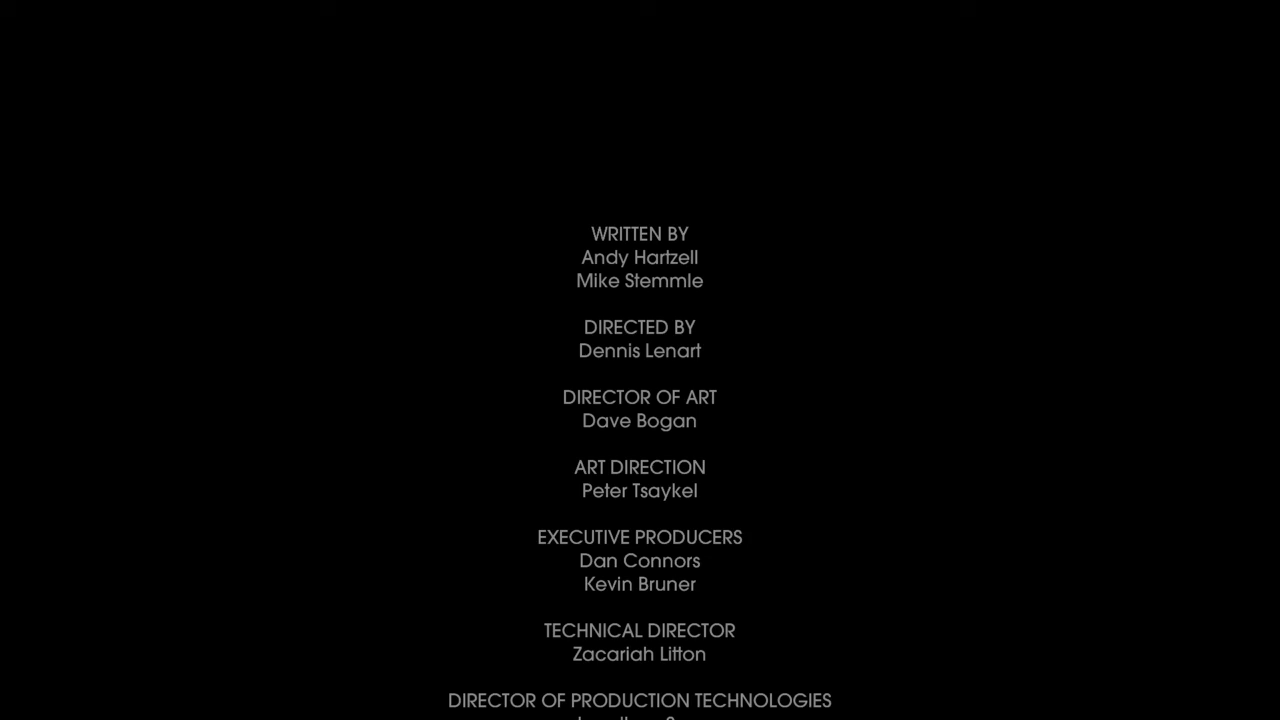 WRITTEN BY
Andy Hartzell
Mike Stemmle
DIRECTED BY
Dennis Lenart
DIRECTOR OF ART
Dave Bogan
ART DIRECTION
Peter Tsaykel
EXECUTIVE PRODUCERS
Dan Connors
Kevin Bruner
TECHNICAL DIRECTOR
Zacariah Litton
DIRECTOR OF PRODUCTION TECHNOLOGIES